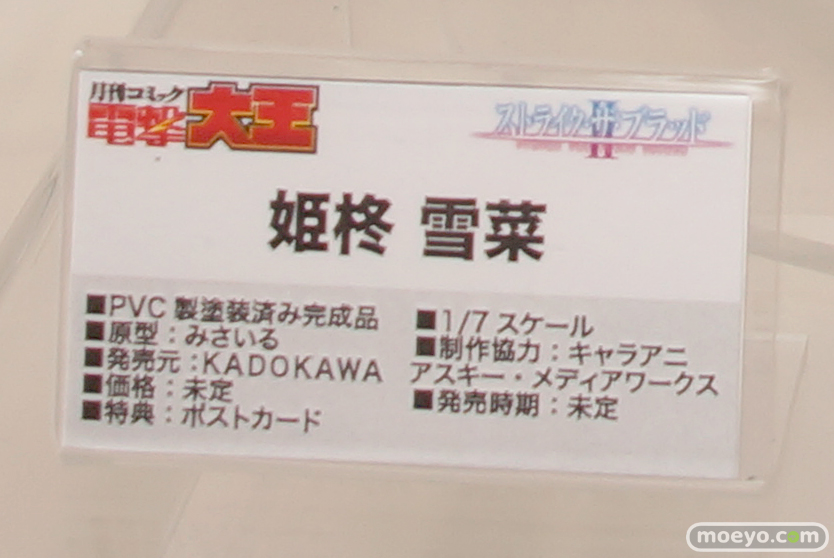 月刊コミック
電撃大王
ストライク・ザ・ブラッド
II
姫柊 雪菜
■PVC 製塗装済み完成品
■原型：みさいる
■発売元：KADOKAWA
■価格：未定
■特典：ポストカード
■1/7 スケール
■制作協力：キャラアニ
アスキー・メディアワークス
■発売時期：未定
moeyo.com